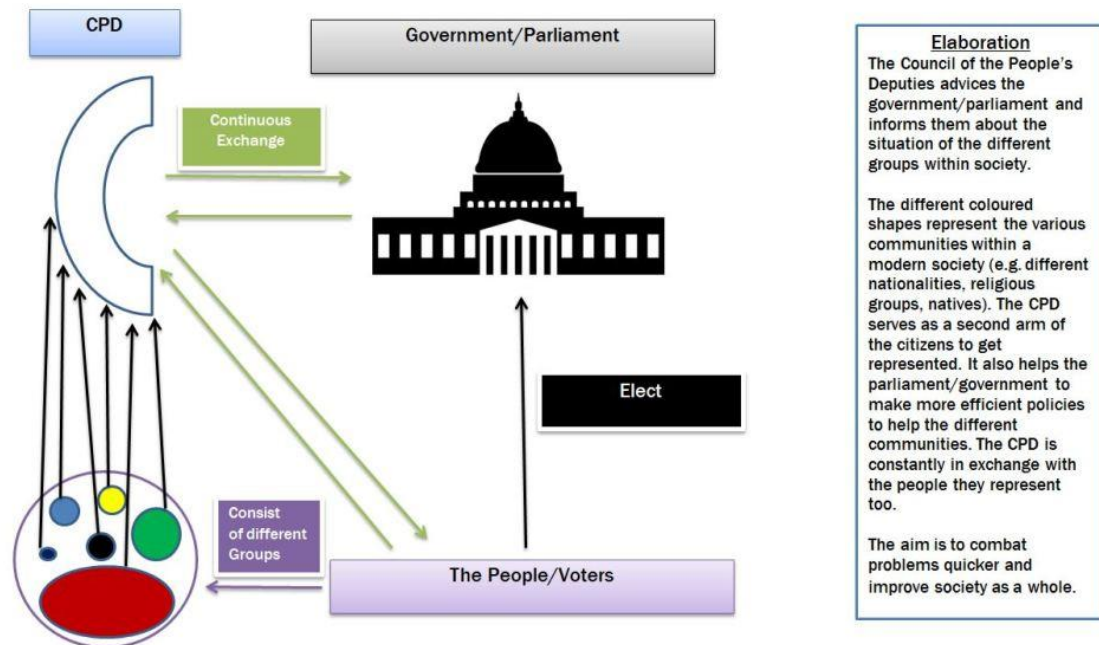 CPD
Government/Parliament
Continuous
Exchange
Elect
Consist
of different
Groups
The People/Voters
Elaboration
The Council of the People's
Deputies advices the
government/parliament and
informs them about the
situation of the different
groups within society.
The different coloured
shapes represent the various
communities within a
modern society (e.g. different
nationalities, religious
groups, natives). The CPD
serves as a second arm of
the citizens to get
represented. It also helps the
parliament/government to
make more efficient policies
to help the different
communities. The CPD is
constantly in exchange with
the people they represent
too.
The aim is to combat
problems quicker and
improve society as a whole.